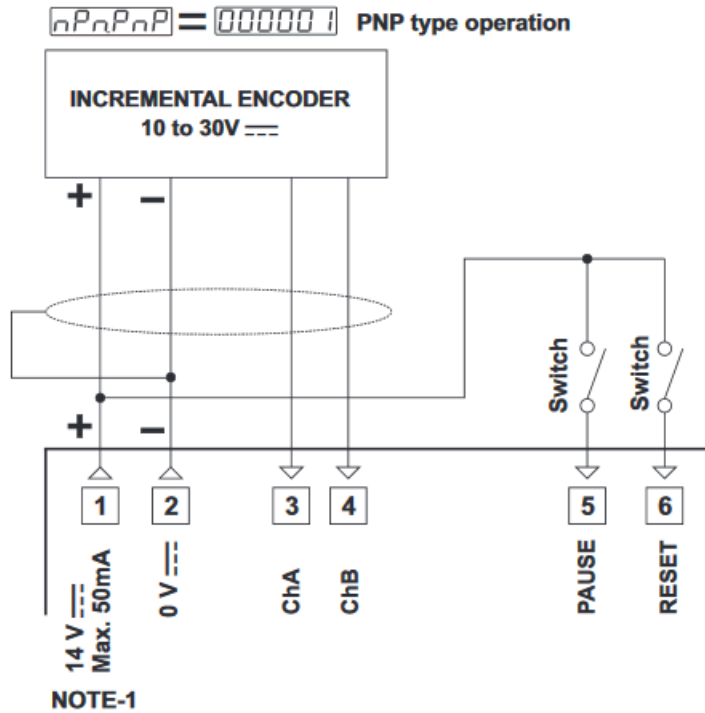 nPnPnP = 000001 PNP type operation
INCREMENTAL ENCODER
10 to 30V
+ −
+ −
Switch
Switch
1 2 3 4 5 6
14 V
Max. 50mA
0 V
ChA
ChB
PAUSE
RESET
NOTE-1